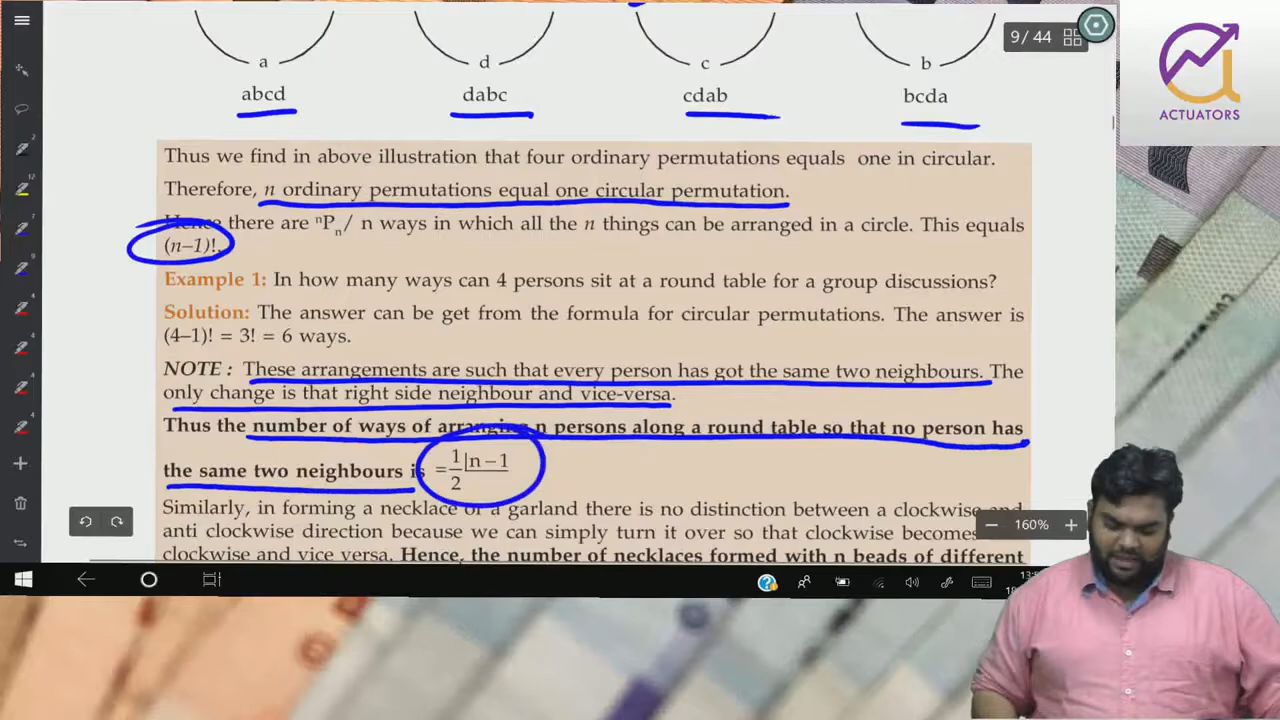 9 / 44
ACTUATORS
a d c b
abcd dabc cdab bcda
Thus we find in above illustration that four ordinary permutations equals one in circular.
Therefore, n ordinary permutations equal one circular permutation.
Hence there are ⁿPₙ/ n ways in which all the n things can be arranged in a circle. This equals
(n–1)!.
Example 1: In how many ways can 4 persons sit at a round table for a group discussions?
Solution: The answer can be get from the formula for circular permutations. The answer is
(4–1)! = 3! = 6 ways.
NOTE : These arrangements are such that every person has got the same two neighbours. The
only change is that right side neighbour and vice-versa.
Thus the number of ways of arranging n persons along a round table so that no person has
the same two neighbours is = 1/2 |n – 1
Similarly, in forming a necklace or a garland there is no distinction between a clockwise and
anti clockwise direction because we can simply turn it over so that clockwise becomes
clockwise and vice versa. Hence, the number of necklaces formed with n beads of different
160%